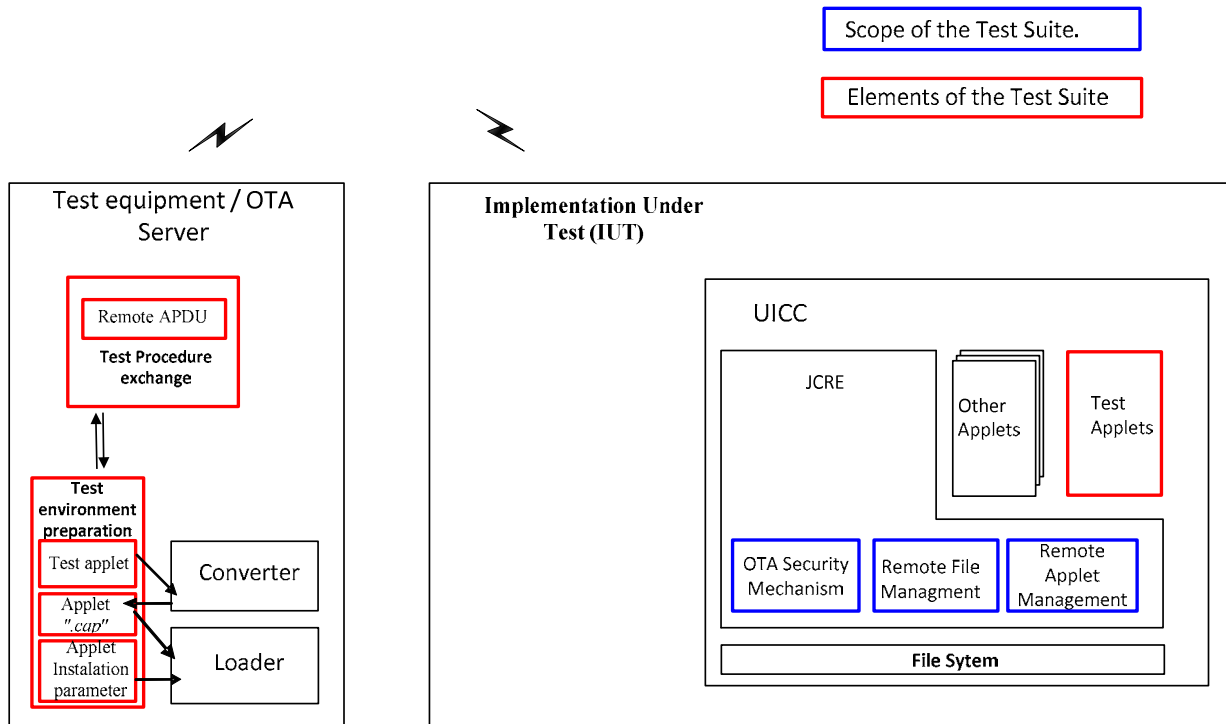 Scope of the Test Suite.
Elements of the Test Suite
Test equipment / OTA
Server
Remote APDU
Test Procedure
exchange
Test
environment
preparation
Test applet
Applet
".cap"
Applet
Instalation
parameter
Converter
Loader
Implementation Under
Test (IUT)
UICC
JCRE
Other
Applets
Test
Applets
OTA Security
Mechanism
Remote File
Managment
Remote
Applet
Management
File Sytem